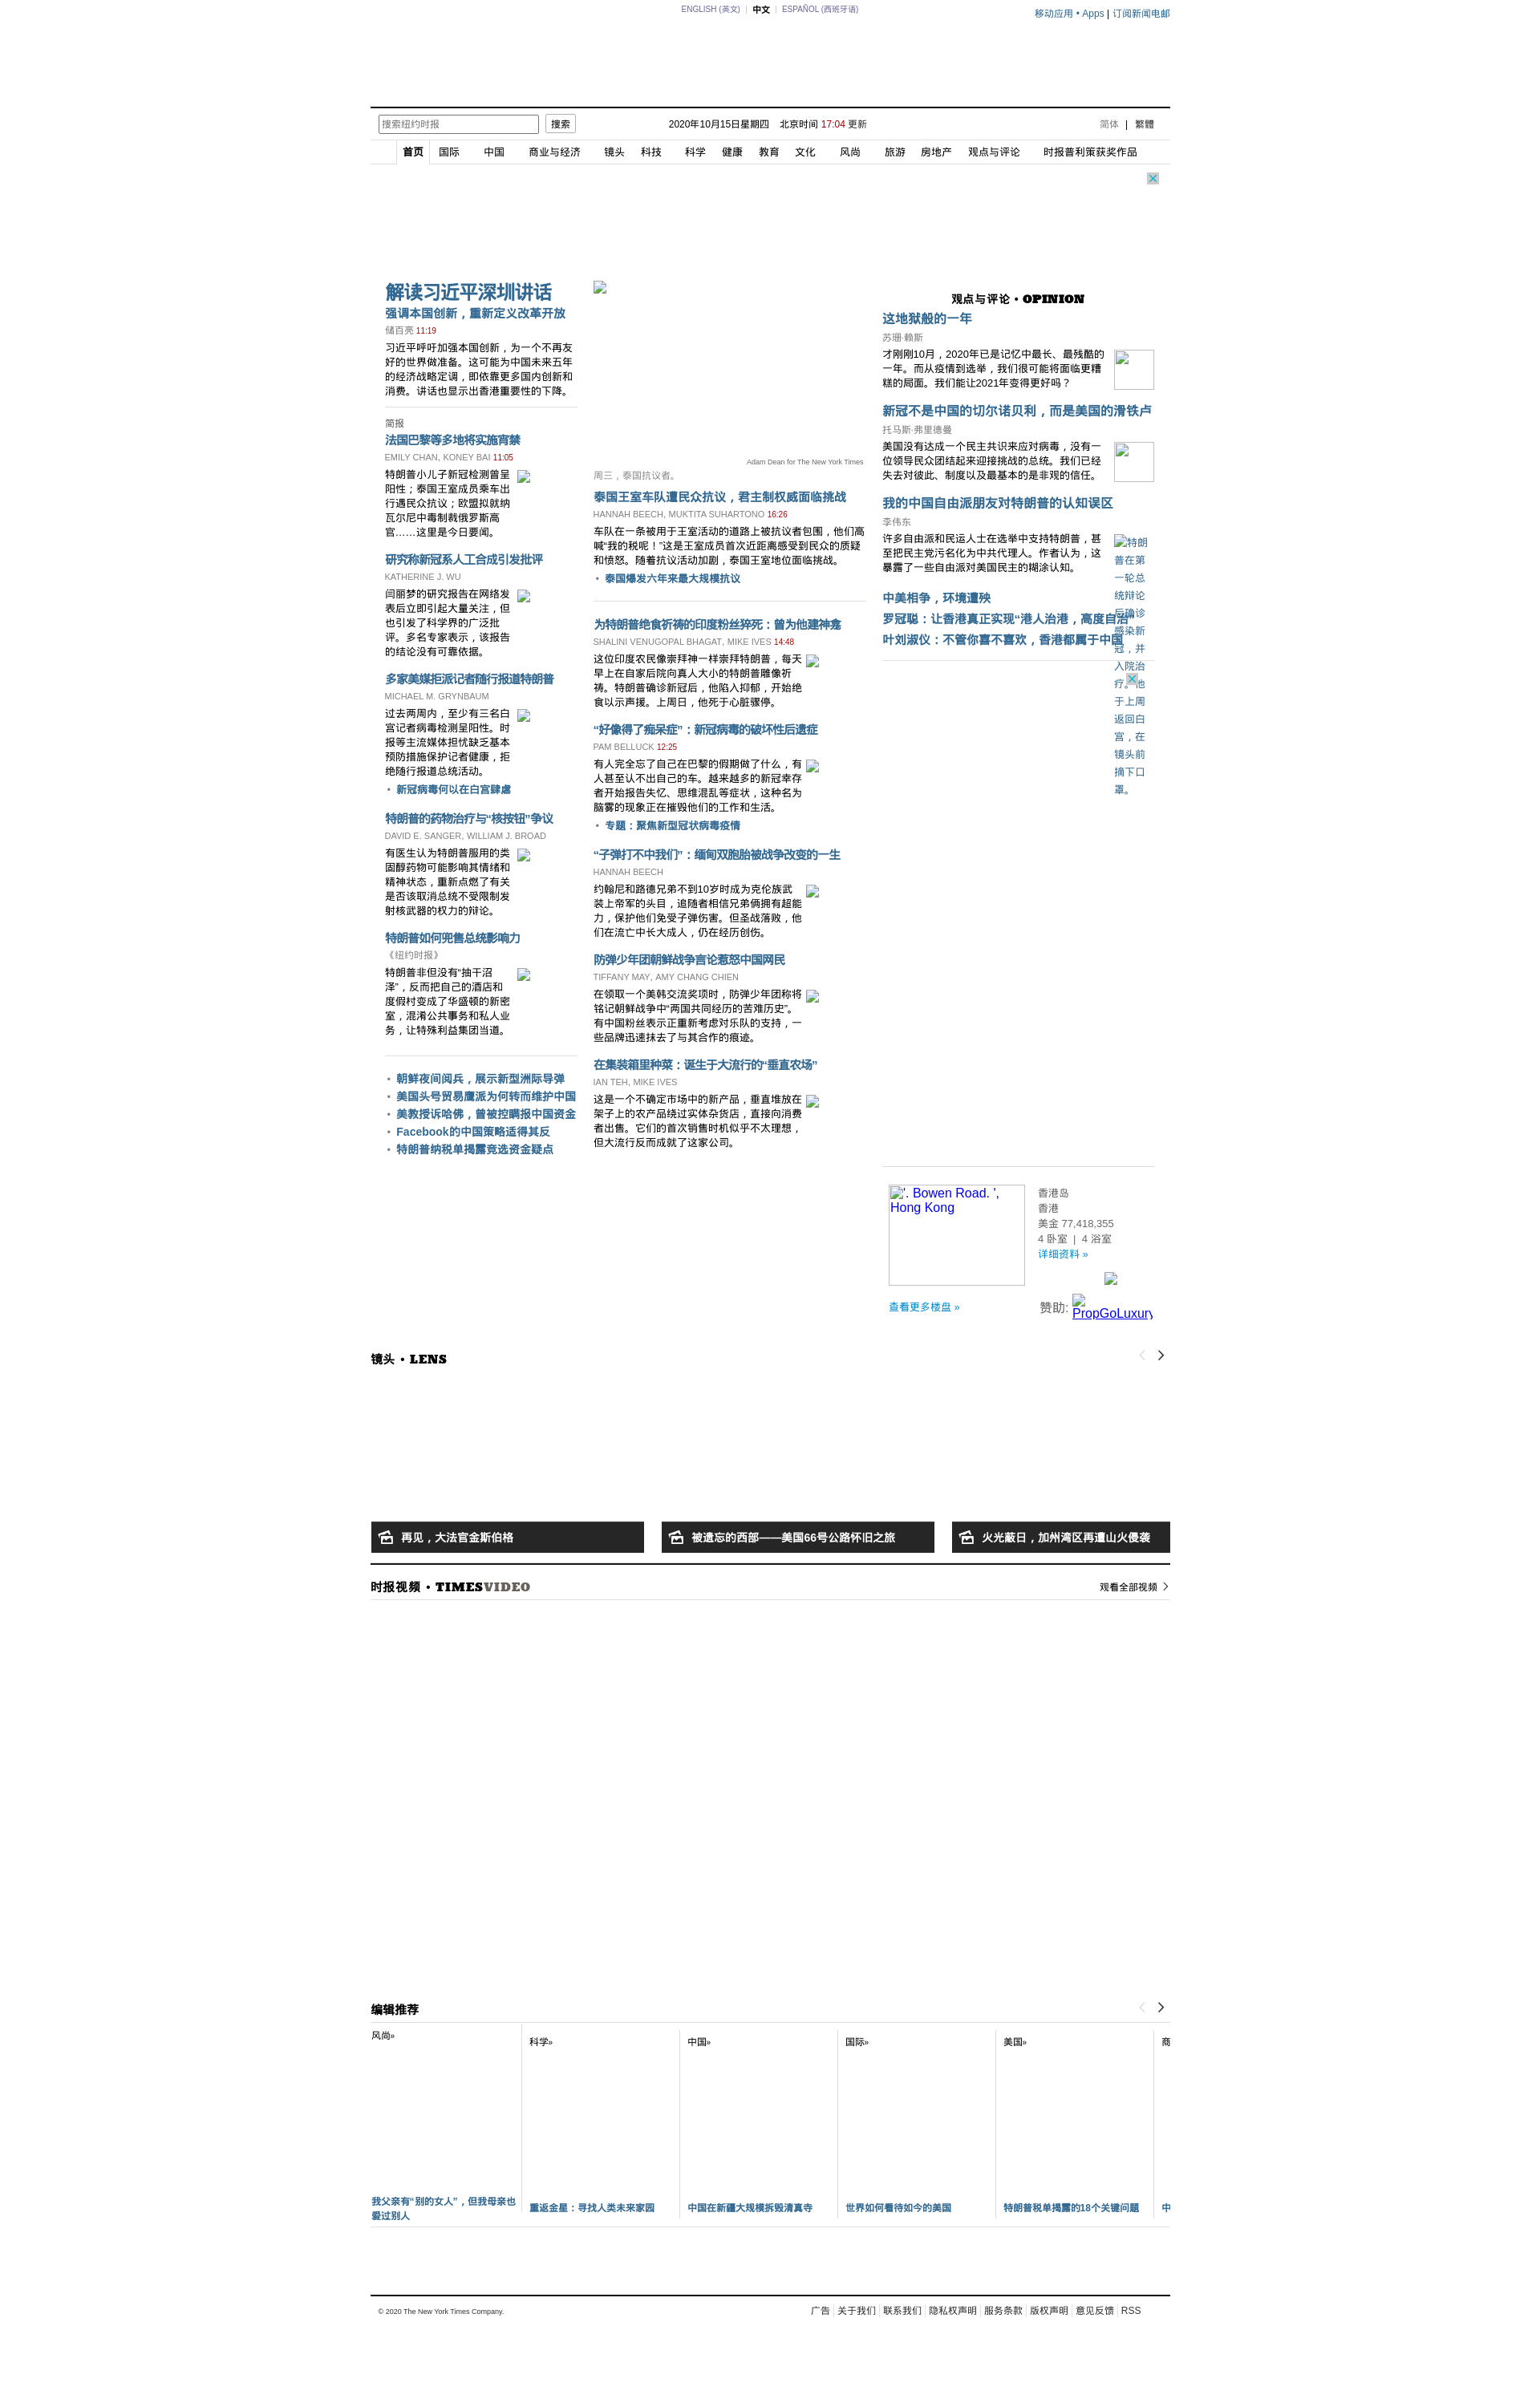 ENGLISH (英文) | 中文 | ESPAÑOL (西班牙语)
移动应用 • Apps | 订阅新闻电邮
搜索纽约时报 搜索 2020年10月15日星期四 北京时间 17:04 更新 简体 | 繁體
首页 国际 中国 商业与经济 镜头 科技 科学 健康 教育 文化 风尚 旅游 房地产 观点与评论 时报普利策获奖作品
解读习近平深圳讲话
强调本国创新，重新定义改革开放
储百亮 11:19
习近平呼吁加强本国创新，为一个不再友
好的世界做准备。这可能为中国未来五年
的经济战略定调，即依靠更多国内创新和
消费。讲话也显示出香港重要性的下降。
简报
法国巴黎等多地将实施宵禁
EMILY CHAN, KONEY BAI 11:05
特朗普小儿子新冠检测曾呈
阳性；泰国王室成员乘车出
行遇民众抗议；欧盟拟就纳
瓦尔尼中毒制裁俄罗斯高
官……这里是今日要闻。
研究称新冠系人工合成引发批评
KATHERINE J. WU
闫丽梦的研究报告在网络发
表后立即引起大量关注，但
也引发了科学界的广泛批
评。多名专家表示，该报告
的结论没有可靠依据。
多家美媒拒派记者随行报道特朗普
MICHAEL M. GRYNBAUM
过去两周内，至少有三名白
宫记者病毒检测呈阳性。时
报等主流媒体担忧缺乏基本
预防措施保护记者健康，拒
绝随行报道总统活动。
• 新冠病毒何以在白宫肆虐
特朗普的药物治疗与“核按钮”争议
DAVID E. SANGER, WILLIAM J. BROAD
有医生认为特朗普服用的类
固醇药物可能影响其情绪和
精神状态，重新点燃了有关
是否该取消总统不受限制发
射核武器的权力的辩论。
特朗普如何兜售总统影响力
《纽约时报》
特朗普非但没有“抽干沼
泽”，反而把自己的酒店和
度假村变成了华盛顿的新密
室，混淆公共事务和私人业
务，让特殊利益集团当道。
• 朝鲜夜间阅兵，展示新型洲际导弹
• 美国头号贸易鹰派为何转而维护中国
• 美教授诉哈佛，曾被控瞒报中国资金
• Facebook的中国策略适得其反
• 特朗普纳税单揭露竞选资金疑点
Adam Dean for The New York Times
周三，泰国抗议者。
泰国王室车队遭民众抗议，君主制权威面临挑战
HANNAH BEECH, MUKTITA SUHARTONO 16:26
车队在一条被用于王室活动的道路上被抗议者包围，他们高
喊“我的税呢！”这是王室成员首次近距离感受到民众的质疑
和愤怒。随着抗议活动加剧，泰国王室地位面临挑战。
• 泰国爆发六年来最大规模抗议
为特朗普绝食祈祷的印度粉丝猝死：曾为他建神龛
SHALINI VENUGOPAL BHAGAT, MIKE IVES 14:48
这位印度农民像崇拜神一样崇拜特朗普，每天
早上在自家后院向真人大小的特朗普雕像祈
祷。特朗普确诊新冠后，他陷入抑郁，开始绝
食以示声援。上周日，他死于心脏骤停。
“好像得了痴呆症”：新冠病毒的破坏性后遗症
PAM BELLUCK 12:25
有人完全忘了自己在巴黎的假期做了什么，有
人甚至认不出自己的车。越来越多的新冠幸存
者开始报告失忆、思维混乱等症状，这种名为
脑雾的现象正在摧毁他们的工作和生活。
• 专题：聚焦新型冠状病毒疫情
“子弹打不中我们”：缅甸双胞胎被战争改变的一生
HANNAH BEECH
约翰尼和路德兄弟不到10岁时成为克伦族武
装上帝军的头目，追随者相信兄弟俩拥有超能
力，保护他们免受子弹伤害。但圣战落败，他
们在流亡中长大成人，仍在经历创伤。
防弹少年团朝鲜战争言论惹怒中国网民
TIFFANY MAY, AMY CHANG CHIEN
在领取一个美韩交流奖项时，防弹少年团称将
铭记朝鲜战争中“两国共同经历的苦难历史”。
有中国粉丝表示正重新考虑对乐队的支持，一
些品牌迅速抹去了与其合作的痕迹。
在集装箱里种菜：诞生于大流行的“垂直农场”
IAN TEH, MIKE IVES
这是一个不确定市场中的新产品，垂直堆放在
架子上的农产品绕过实体杂货店，直接向消费
者出售。它们的首次销售时机似乎不太理想，
但大流行反而成就了这家公司。
观点与评论 • OPINION
这地狱般的一年
苏珊·赖斯
才刚刚10月，2020年已是记忆中最长、最残酷的
一年。而从疫情到选举，我们很可能将面临更糟
糕的局面。我们能让2021年变得更好吗？
新冠不是中国的切尔诺贝利，而是美国的滑铁卢
托马斯·弗里德曼
美国没有达成一个民主共识来应对病毒，没有一
位领导民众团结起来迎接挑战的总统。我们已经
失去对彼此、制度以及最基本的是非观的信任。
我的中国自由派朋友对特朗普的认知误区
李伟东
许多自由派和民运人士在选举中支持特朗普，甚
至把民主党污名化为中共代理人。作者认为，这
暴露了一些自由派对美国民主的糊涂认知。
特朗
普在第
一轮总
统辩论
后确诊
感染新
冠，并
入院治
疗。他
于上周
返回白
宫，在
镜头前
摘下口
罩。
中美相争，环境遭殃
罗冠聪：让香港真正实现“港人治港，高度自治”
叶刘淑仪：不管你喜不喜欢，香港都属于中国
'. Bowen Road. ',
Hong Kong
香港岛
香港
美金 77,418,355
4 卧室 | 4 浴室
详细资料 »
查看更多楼盘 »
赞助: PropGoLuxury
镜头 • LENS
再见，大法官金斯伯格
被遗忘的西部——美国66号公路怀旧之旅
火光蔽日，加州湾区再遭山火侵袭
时报视频 • TIMESVIDEO
观看全部视频
编辑推荐
风尚»
科学»
中国»
国际»
美国»
商
我父亲有“别的女人”，但我母亲也
爱过别人
重返金星：寻找人类未来家园
中国在新疆大规模拆毁清真寺
世界如何看待如今的美国
特朗普税单揭露的18个关键问题
中
© 2020 The New York Times Company.
广告 | 关于我们 | 联系我们 | 隐私权声明 | 服务条款 | 版权声明 | 意见反馈 | RSS